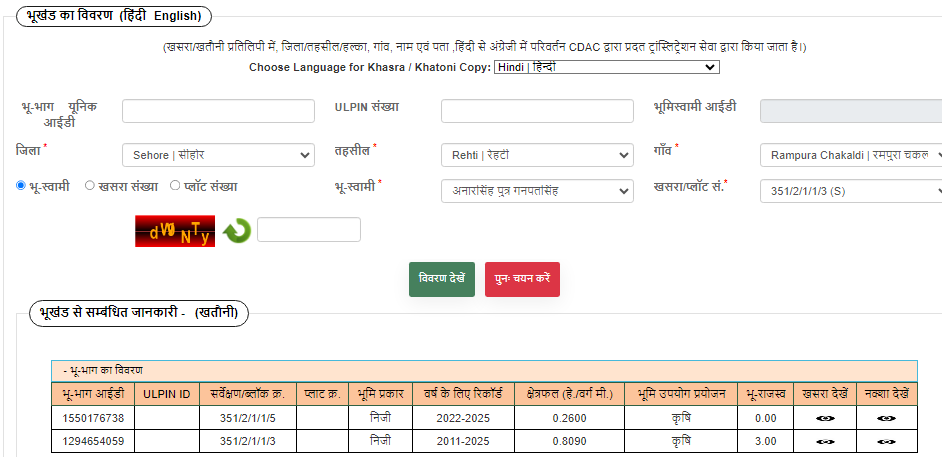 भूखंड का विवरण (हिंदी English)
(खसरा/खतौनी प्रतिलिपी में, जिला/तहसील/हल्का, गांव, नाम एवं पता ,हिंदी से अंग्रेजी में परिवर्तन CDAC द्वारा प्रदत ट्रांस्लिट्रेशन सेवा द्वारा किया जाता है।)
Choose Language for Khasra / Khatoni Copy: Hindi | हिन्दी
भू-भाग यूनिक आईडी
ULPIN संख्या
भूमिस्वामी आईडी
जिला * Sehore | सीहोर तहसील * Rehti | रेहटी गाँव * Rampura Chakaldi | रमपुरा चकल
भू-स्वामी खसरा संख्या प्लॉट संख्या भू-स्वामी * अनारसिंह पुत्र गनपतसिंह खसरा/प्लॉट सं.* 351/2/1/1/3 (S)
dWgNTy
विवरण देखें पुनः चयन करें
भूखंड से सम्बंधित जानकारी - (खतौनी)
- भू-भाग का विवरण
भू-भाग आईडी ULPIN ID सर्वेक्षण/ब्लॉक क्र. प्लाट क्र. भूमि प्रकार वर्ष के लिए रिकॉर्ड क्षेत्रफल (हे./वर्ग मी.) भूमि उपयोग प्रयोजन भू-राजस्व खसरा देखें नक्शा देखें
1550176738 351/2/1/1/5 निजी 2022-2025 0.2600 कृषि 0.00
1294654059 351/2/1/1/3 निजी 2011-2025 0.8090 कृषि 3.00